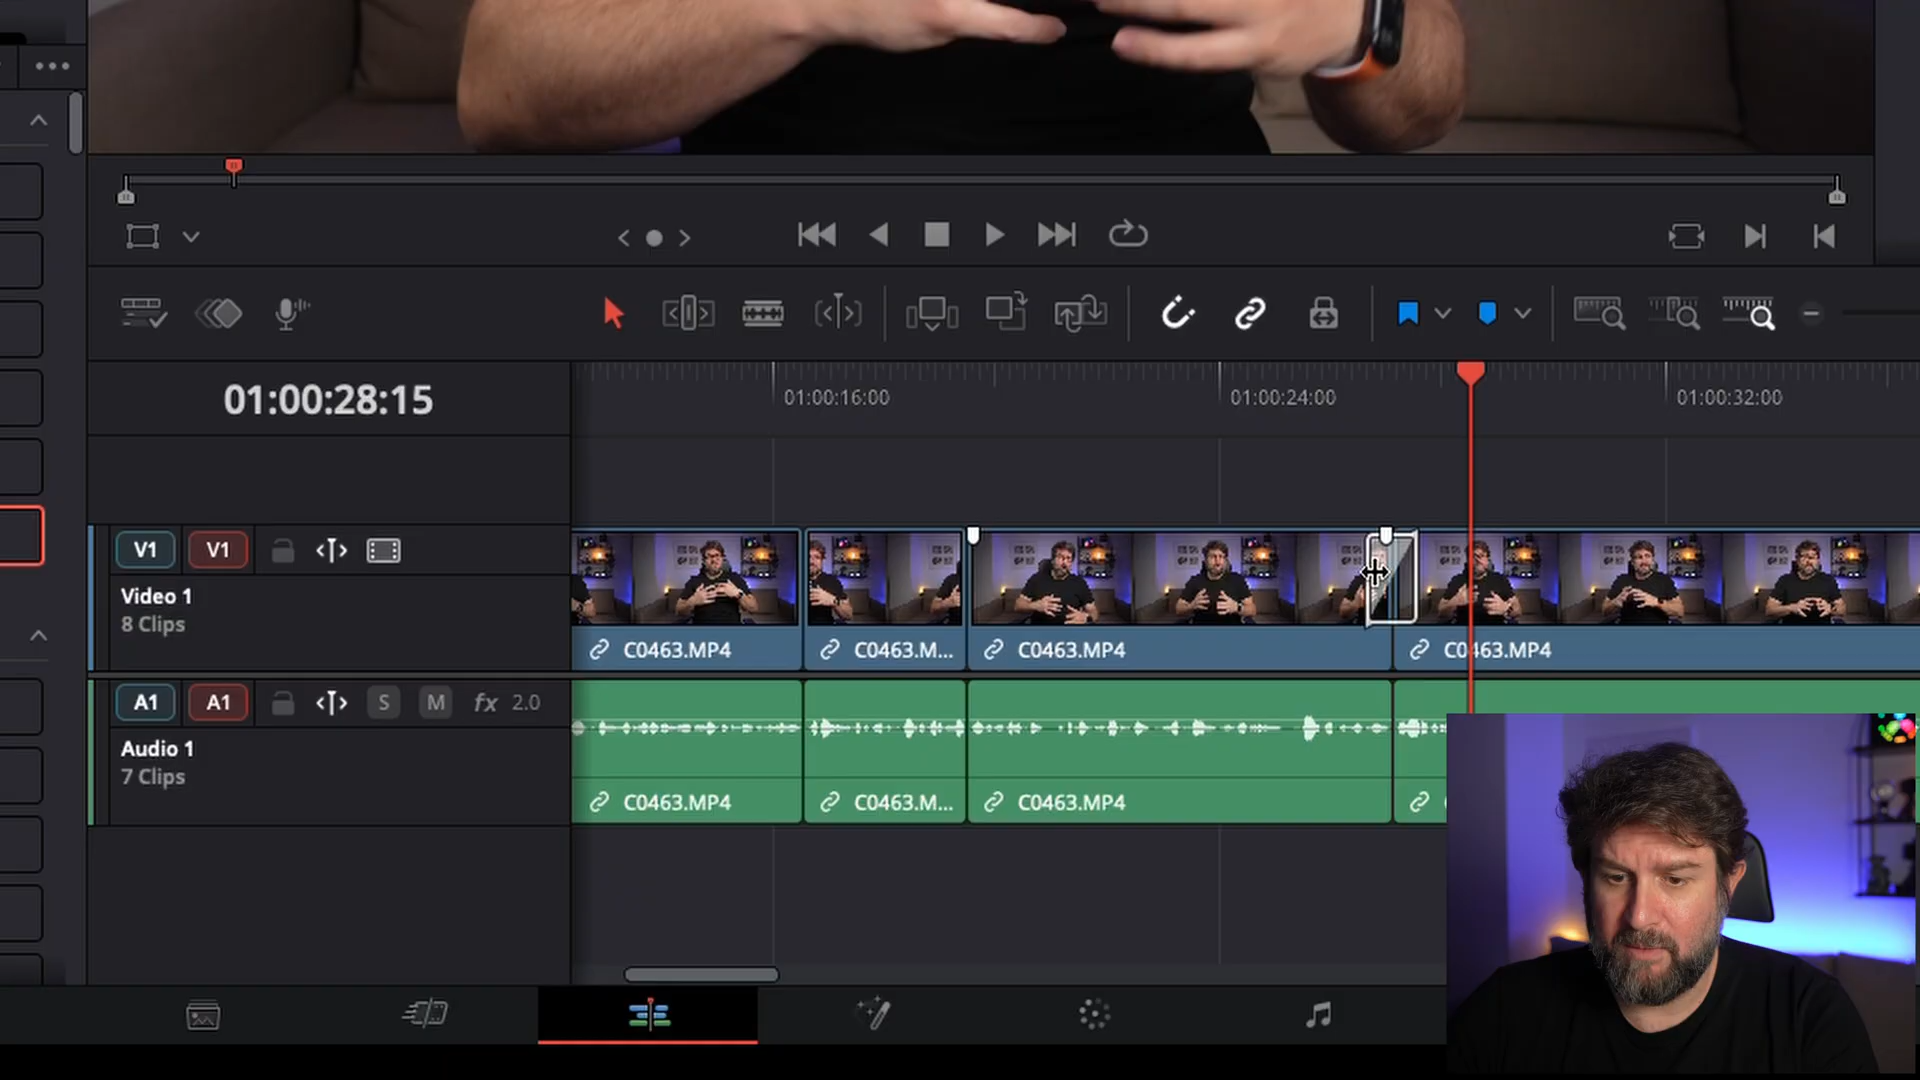 01:00:28:15
01:00:16:00
01:00:24:00
01:00:32:00
V1
V1
Video 1
8 Clips
C0463.MP4
C0463.M...
C0463.MP4
C0463.MP4
A1
A1
S
M
fx
2.0
Audio 1
7 Clips
C0463.MP4
C0463.M...
C0463.MP4